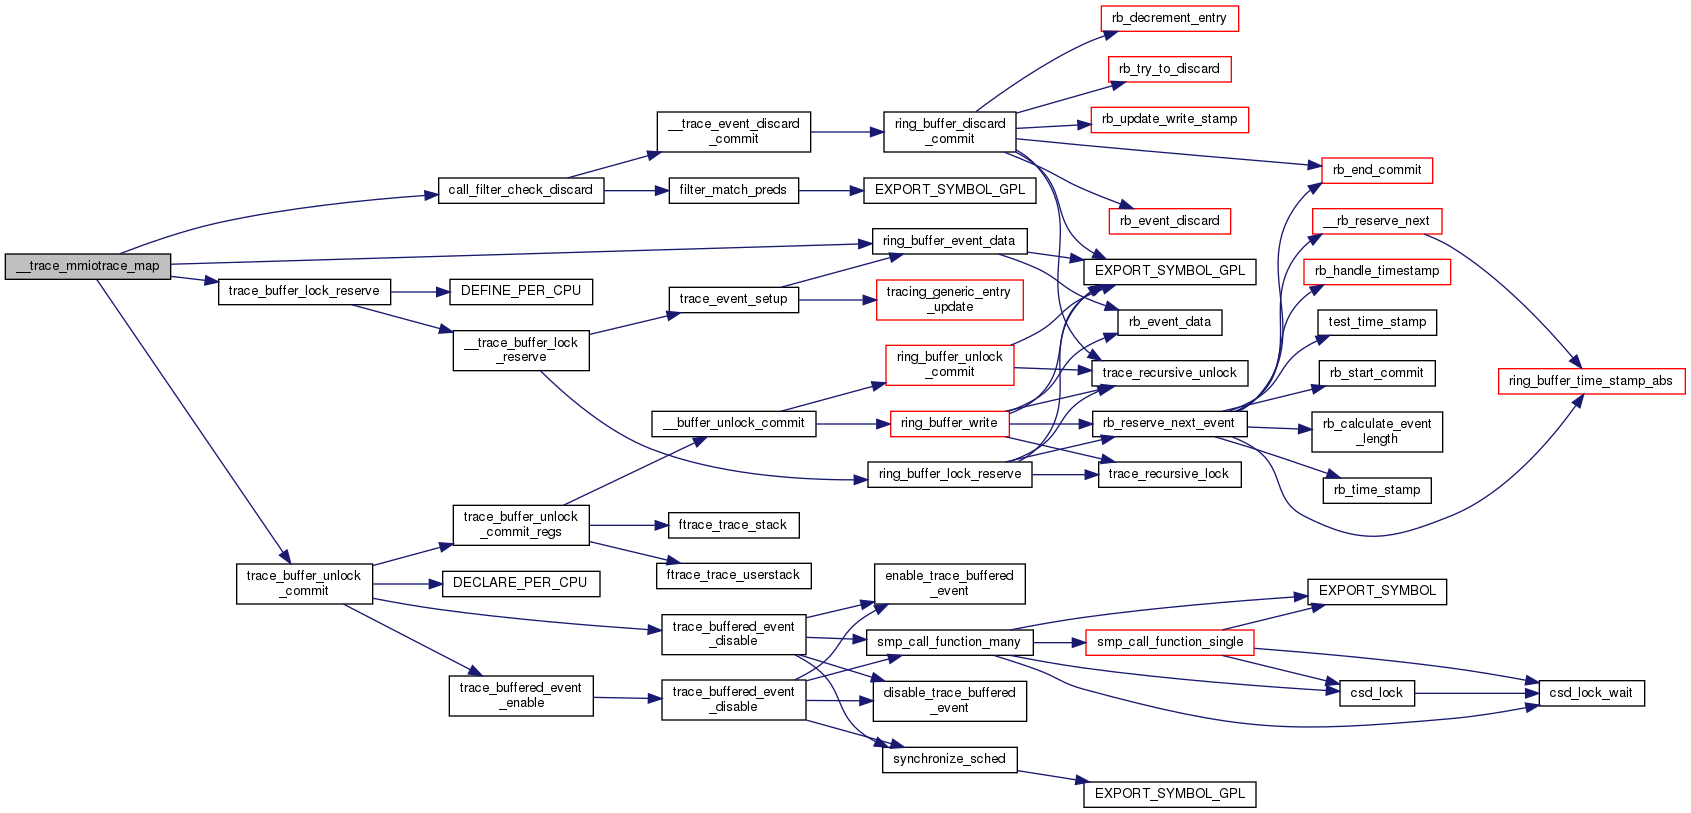 rb_decrement_entry
rb_try_to_discard
__trace_event_discard
_commit
ring_buffer_discard
_commit
rb_update_write_stamp
rb_end_commit
call_filter_check_discard
filter_match_preds
EXPORT_SYMBOL_GPL
rb_event_discard
__rb_reserve_next
ring_buffer_event_data
__trace_mmiotrace_map
EXPORT_SYMBOL_GPL
rb_handle_timestamp
trace_buffer_lock_reserve
DEFINE_PER_CPU
trace_event_setup
tracing_generic_entry
_update
rb_event_data
test_time_stamp
__trace_buffer_lock
_reserve
ring_buffer_unlock
_commit
trace_recursive_unlock
rb_start_commit
ring_buffer_time_stamp_abs
__buffer_unlock_commit
ring_buffer_write
rb_reserve_next_event
rb_calculate_event
_length
ring_buffer_lock_reserve
trace_recursive_lock
rb_time_stamp
trace_buffer_unlock
_commit_regs
ftrace_trace_stack
ftrace_trace_userstack
trace_buffer_unlock
_commit
DECLARE_PER_CPU
enable_trace_buffered
_event
EXPORT_SYMBOL
trace_buffered_event
_disable
smp_call_function_many
smp_call_function_single
trace_buffered_event
_enable
trace_buffered_event
_disable
disable_trace_buffered
_event
csd_lock
csd_lock_wait
synchronize_sched
EXPORT_SYMBOL_GPL